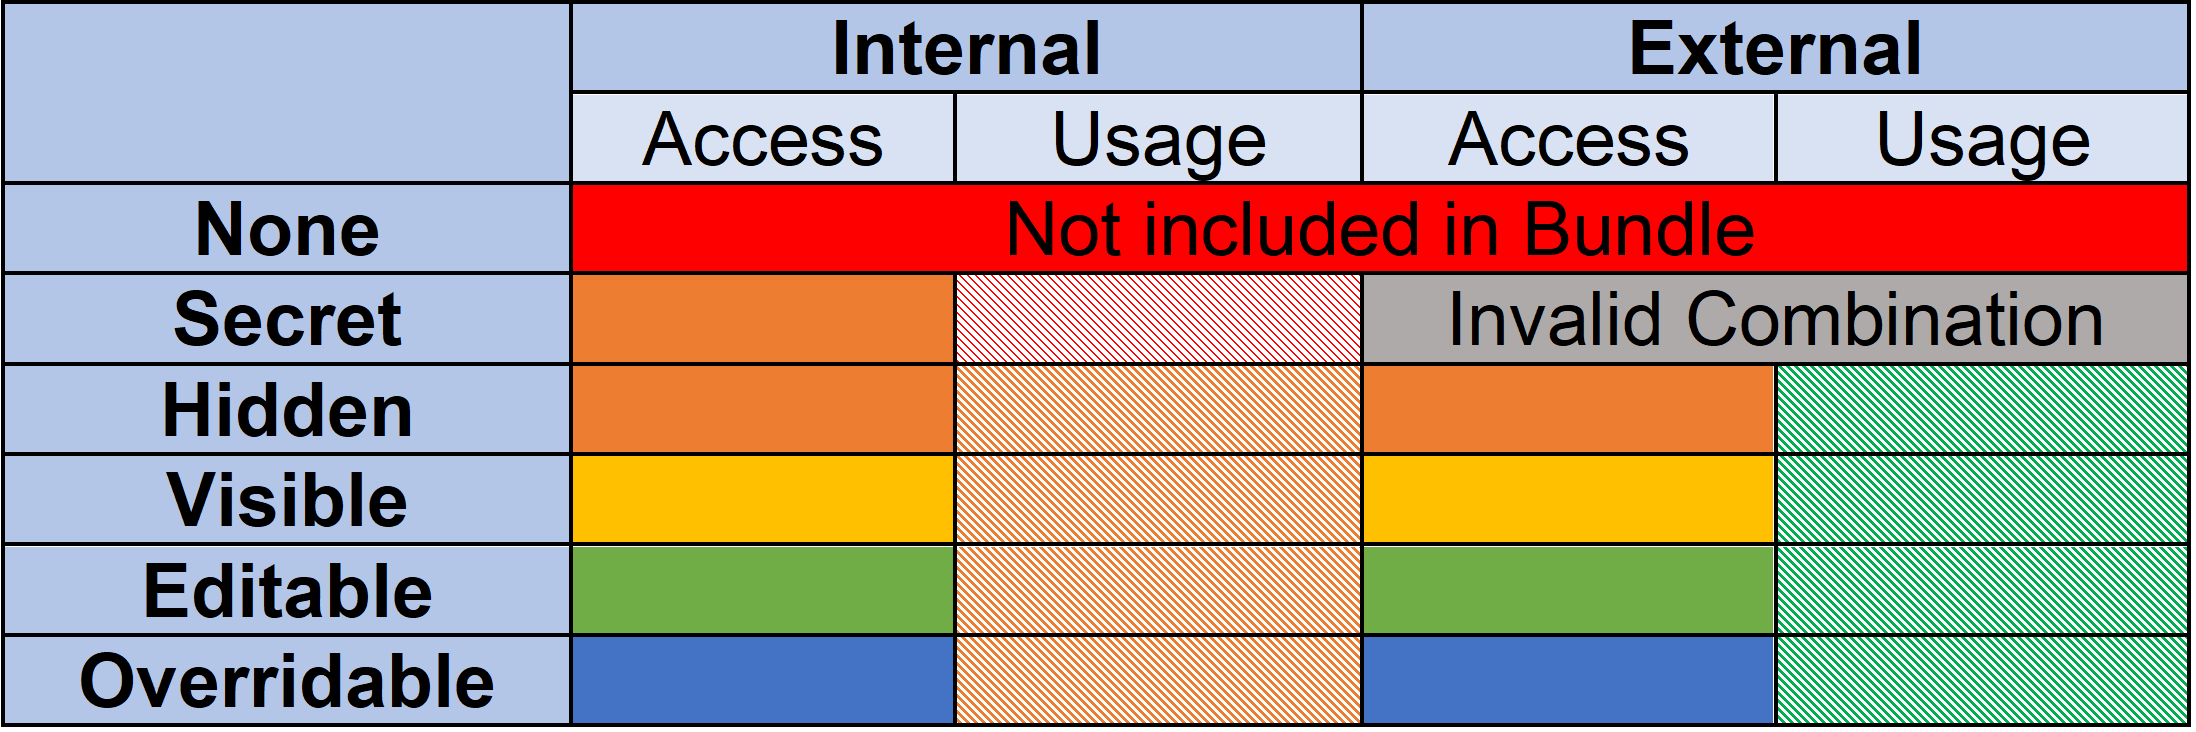 Internal External
Access Usage Access Usage
None Not included in Bundle
Secret Invalid Combination
Hidden
Visible
Editable
Overridable